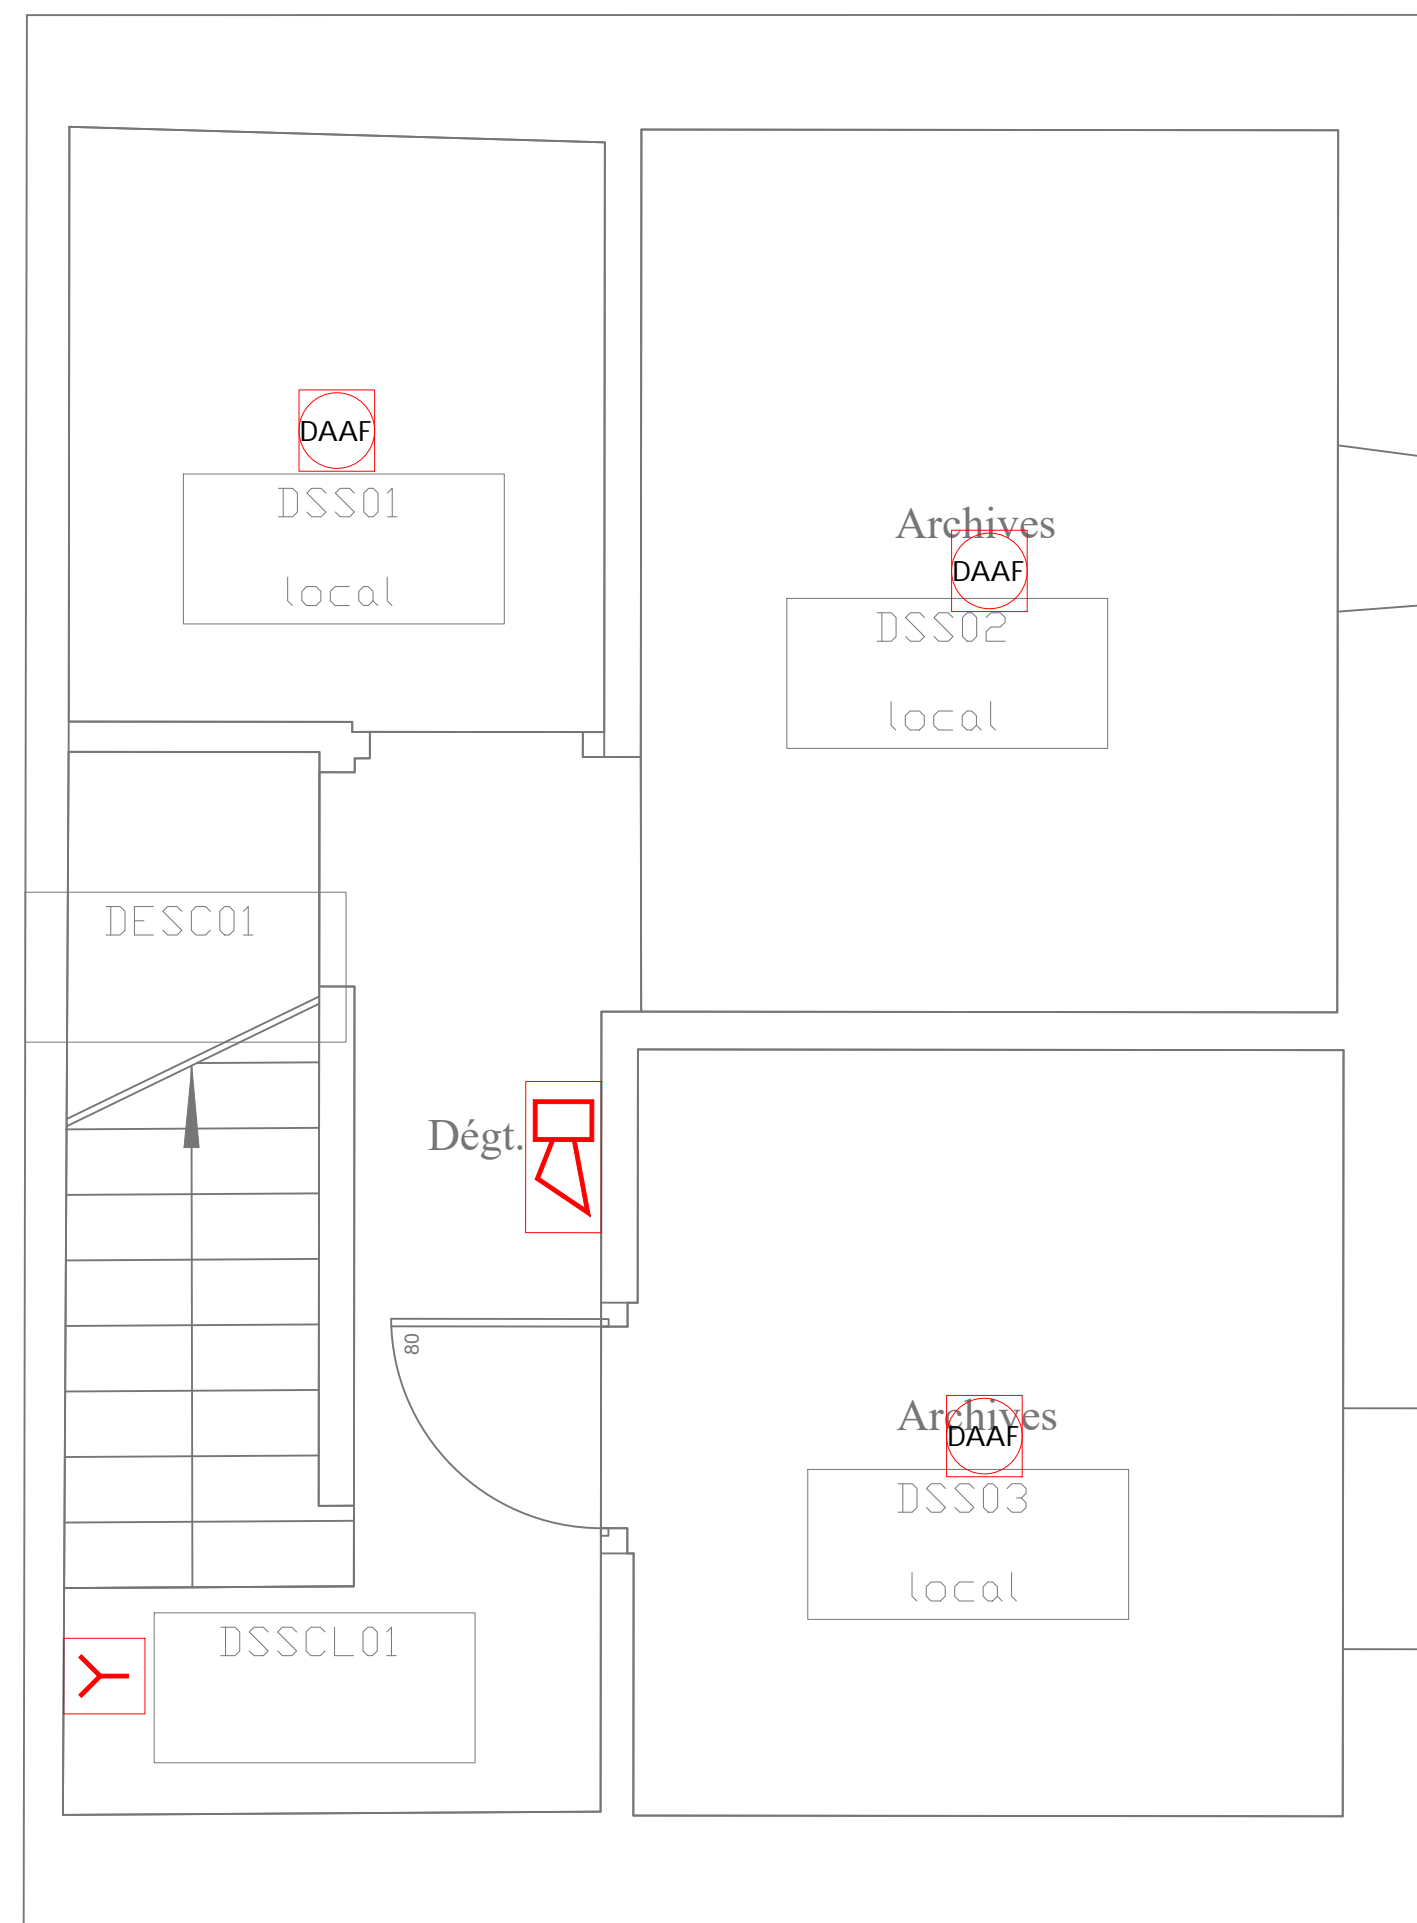 DAAF
DSS01
local
Archives
DAAF
DSS02
local
DESC01
Dégt.
80
Archives
DAAF
DSS03
local
DSSCL01